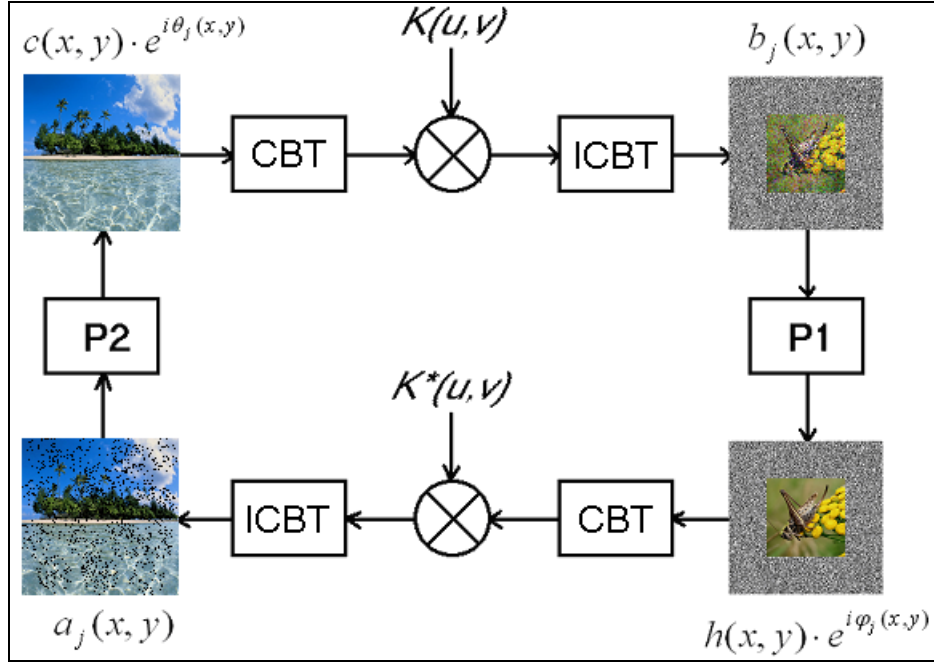 c(x, y) · e^{iθ_j(x,y)}
K(u,v)
b_j(x, y)
CBT
ICBT
P2
P1
K*(u,v)
ICBT
CBT
a_j(x, y)
h(x, y) · e^{iφ_j(x,y)}